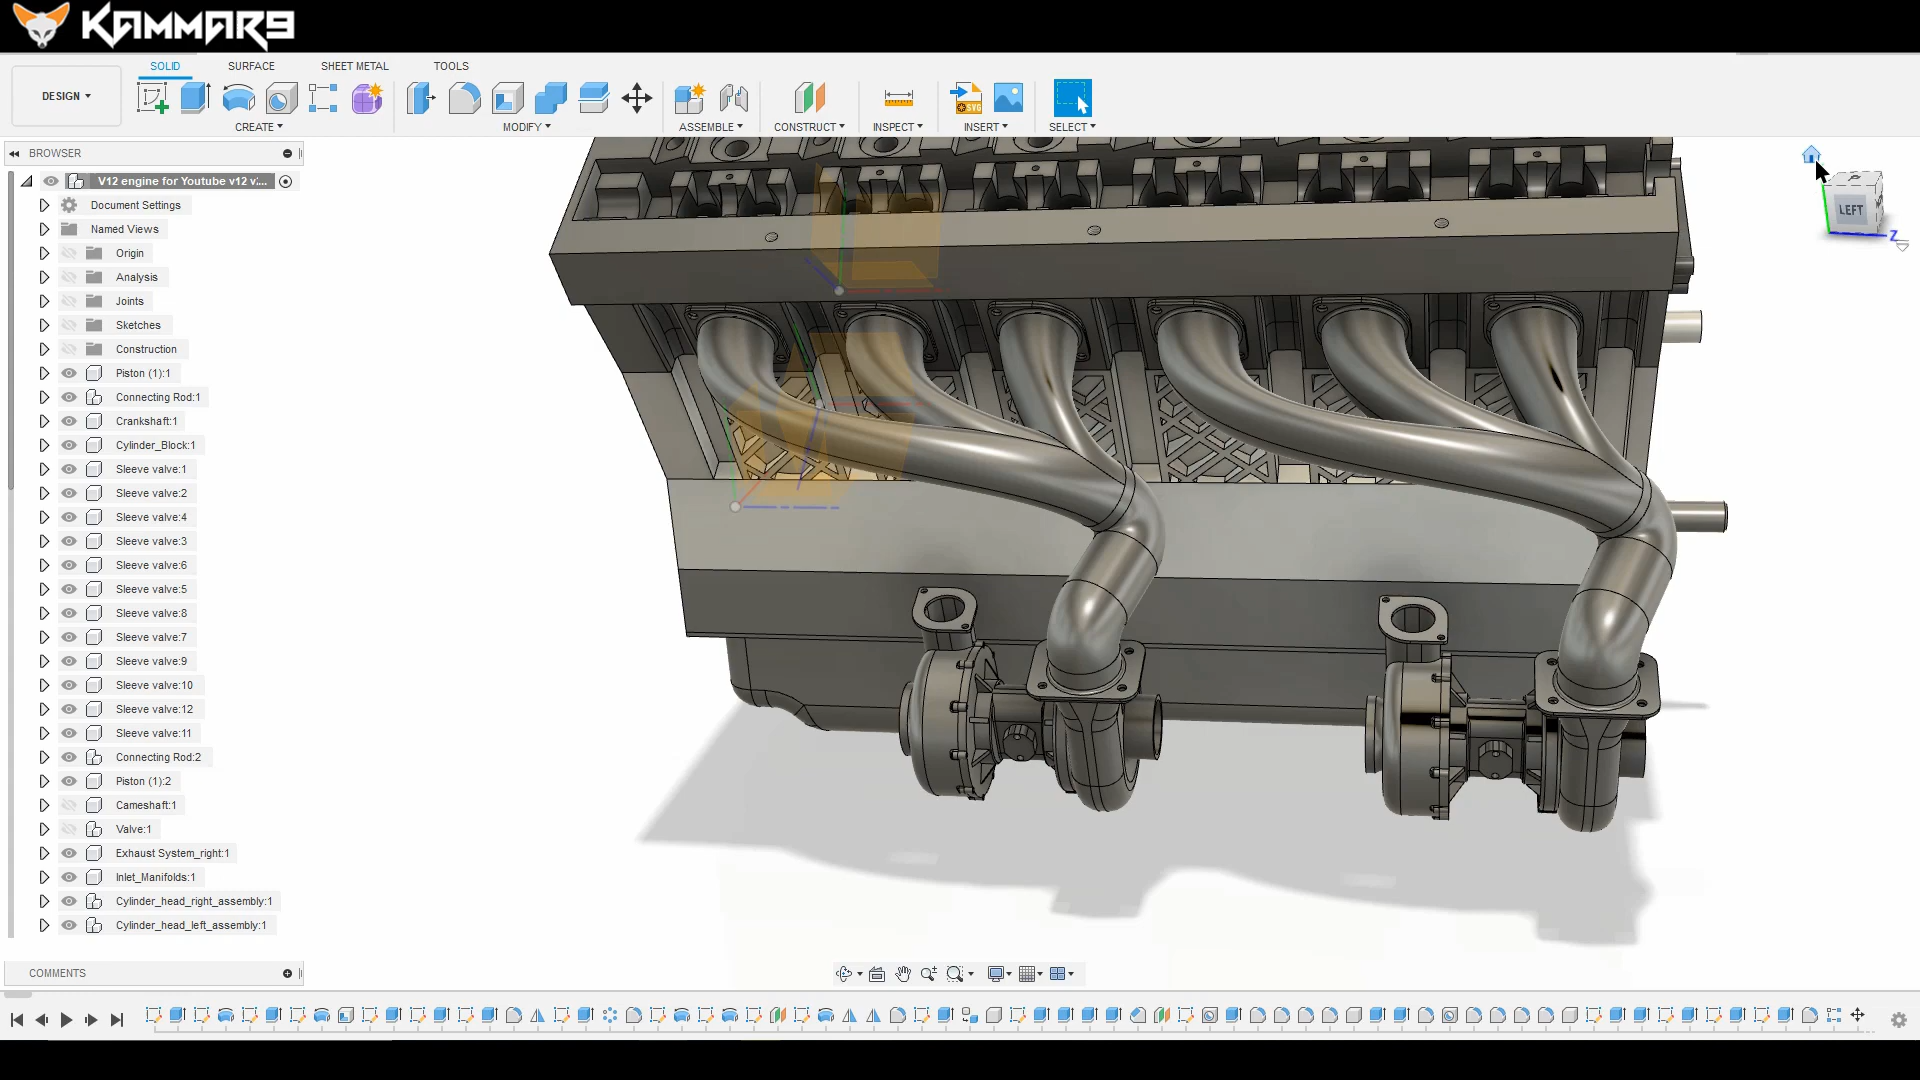 KAMMAR9
SOLID SURFACE SHEET METAL TOOLS
DESIGN
CREATE MODIFY ASSEMBLE CONSTRUCT INSPECT INSERT SELECT
SVG
BROWSER
V12 engine for Youtube v12 v:...
Document Settings
Named Views
Origin
Analysis
Joints
Sketches
Construction
Piston (1):1
Connecting Rod:1
Crankshaft:1
Cylinder_Block:1
Sleeve valve:1
Sleeve valve:2
Sleeve valve:4
Sleeve valve:3
Sleeve valve:6
Sleeve valve:5
Sleeve valve:8
Sleeve valve:7
Sleeve valve:9
Sleeve valve:10
Sleeve valve:12
Sleeve valve:11
Connecting Rod:2
Piston (1):2
Cameshaft:1
Valve:1
Exhaust System_right:1
Inlet_Manifolds:1
Cylinder_head_right_assembly:1
Cylinder_head_left_assembly:1
COMMENTS
LEFT
Z